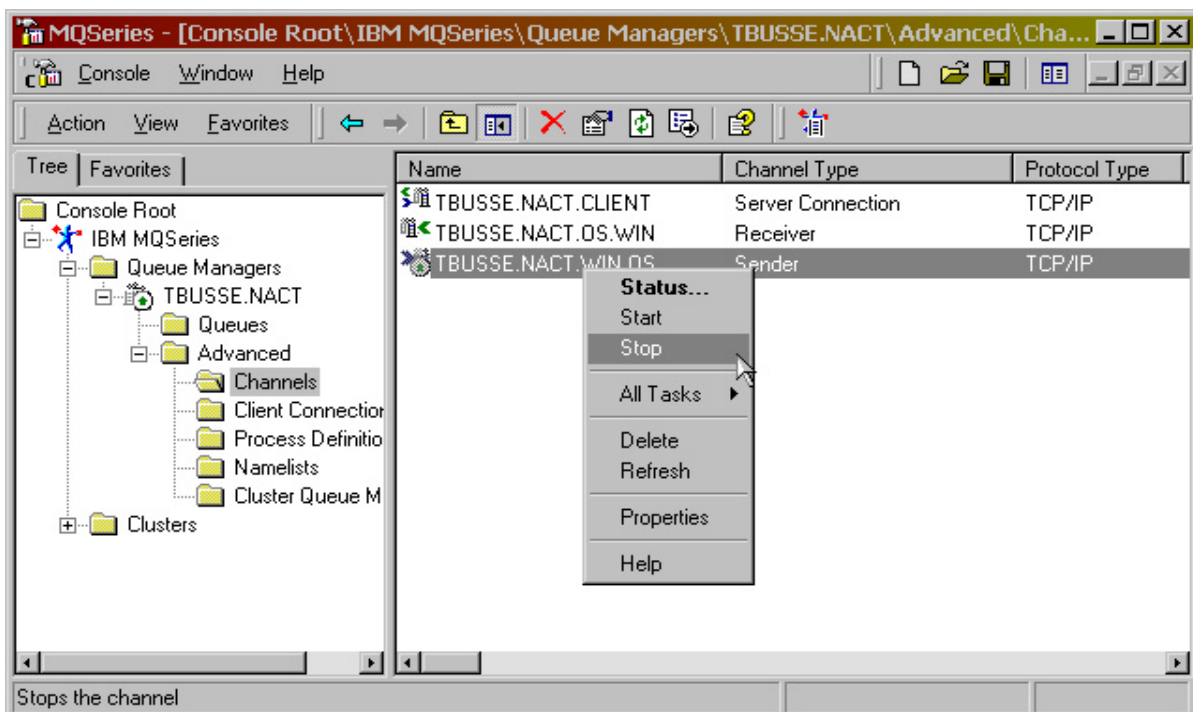 MQSeries - [Console Root\IBM MQSeries\Queue Managers\TBUSSE.NACT\Advanced\Cha...
Console Window Help
Action View Favorites
Tree Favorites
Name Channel Type Protocol Type
Console Root
IBM MQSeries
Queue Managers
TBUSSE.NACT
Queues
Advanced
Channels
Client Connection
Process Definitio
Namelists
Cluster Queue M
Clusters
TBUSSE.NACT.CLIENT Server Connection TCP/IP
TBUSSE.NACT.OS.WIN Receiver TCP/IP
TBUSSE.NACT.WIN.OS Sender TCP/IP
Status...
Start
Stop
All Tasks
Delete
Refresh
Properties
Help
Stops the channel